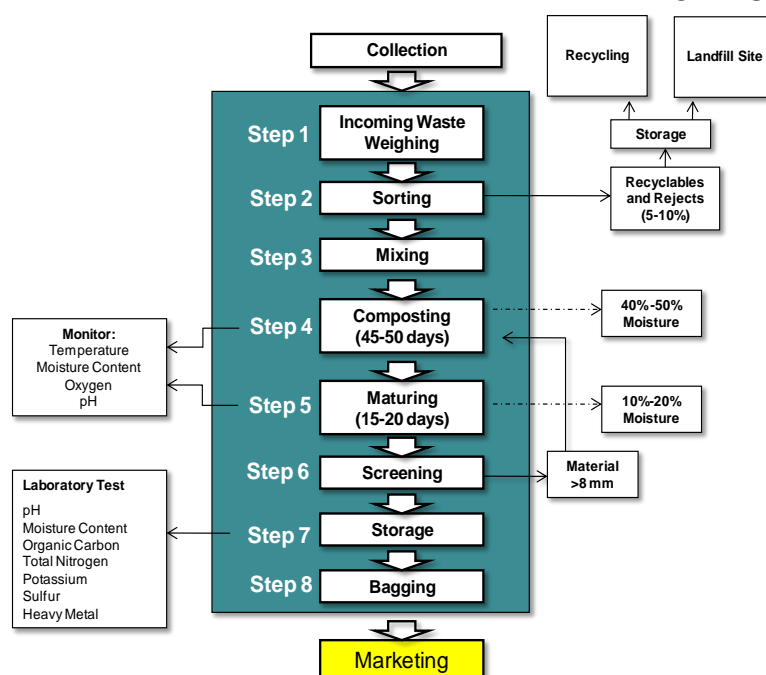 Collection
Recycling
Landfill Site
Step 1
Incoming Waste
Weighing
Storage
Step 2
Sorting
Recyclables
and Rejects
(5-10%)
Step 3
Mixing
Step 4
Composting
(45-50 days)
40%-50%
Moisture
Monitor:
Temperature
Moisture Content
Oxygen
pH
Step 5
Maturing
(15-20 days)
10%-20%
Moisture
Step 6
Screening
Material
>8 mm
Laboratory Test
pH
Moisture Content
Organic Carbon
Total Nitrogen
Potassium
Sulfur
Heavy Metal
Step 7
Storage
Step 8
Bagging
Marketing